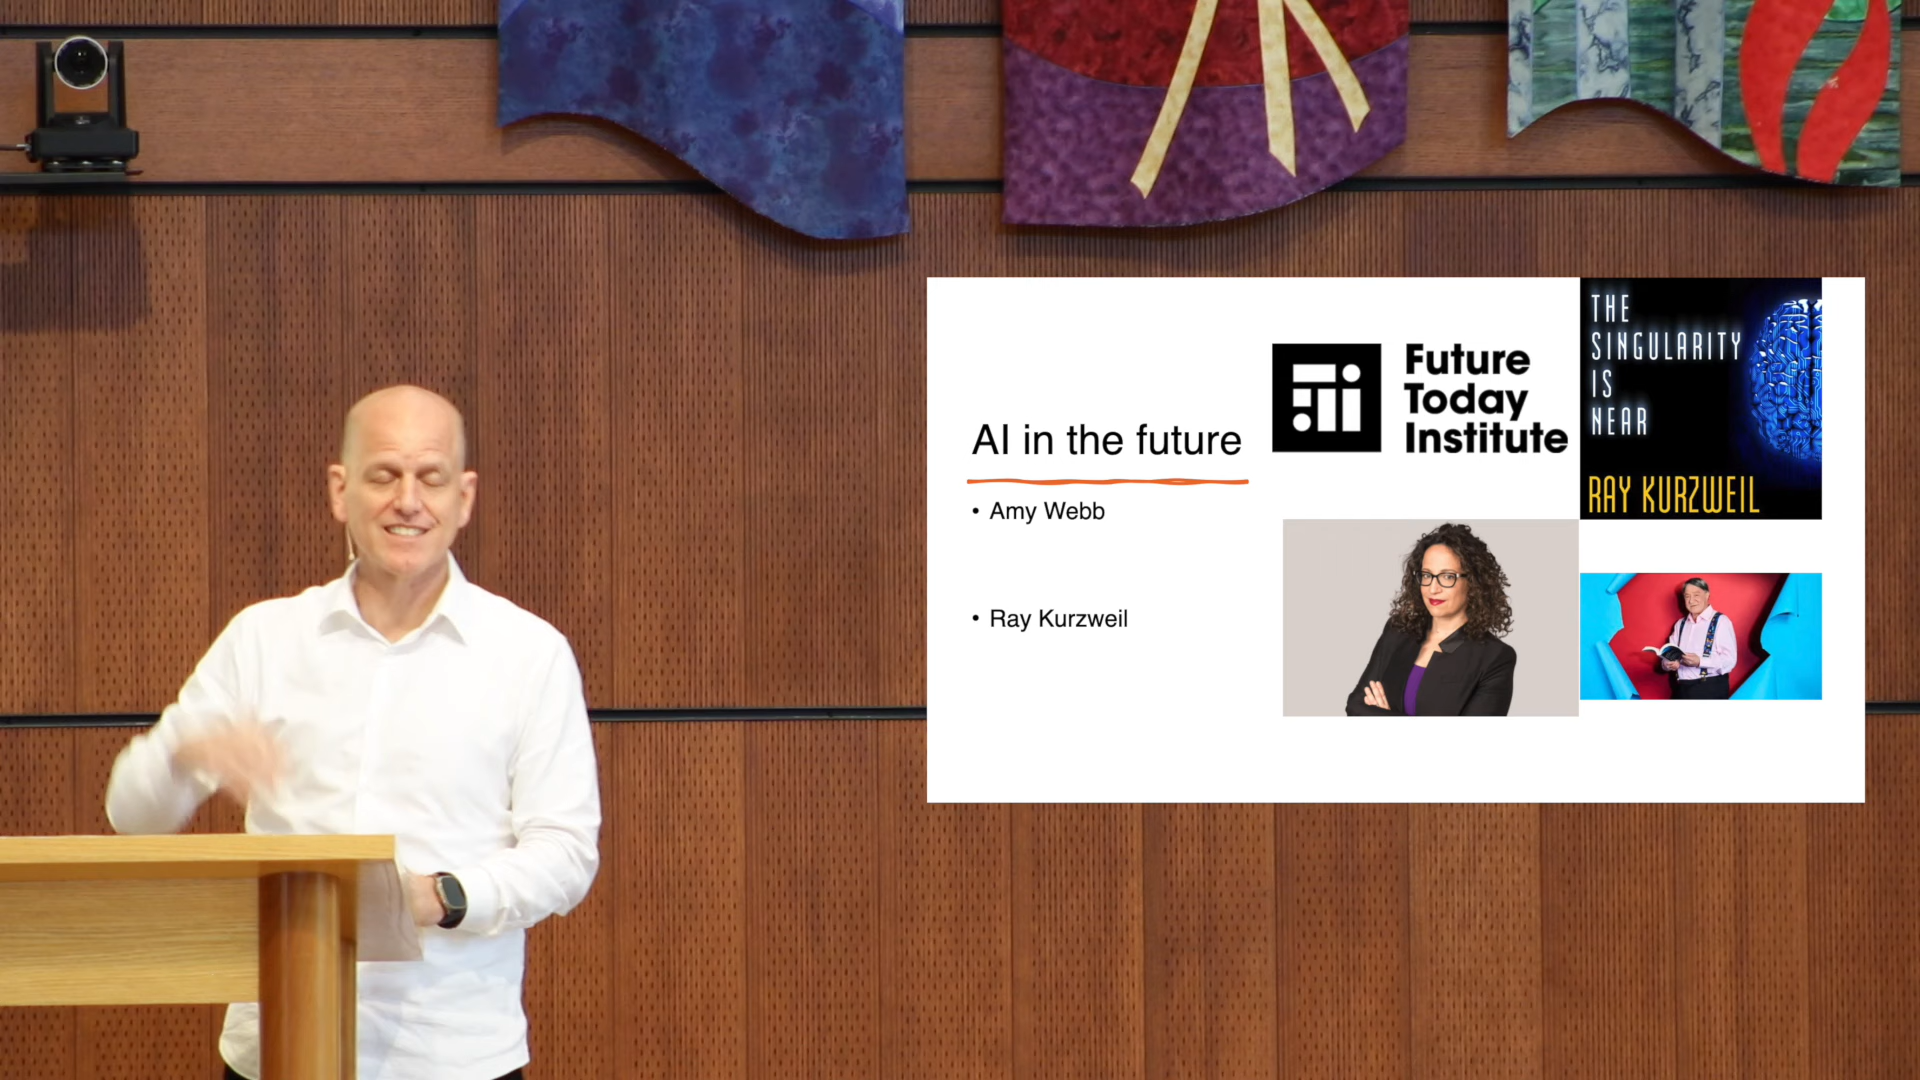 AI in the future
• Amy Webb
• Ray Kurzweil
Future
Today
Institute
THE
SINGULARITY
IS
NEAR
RAY KURZWEIL